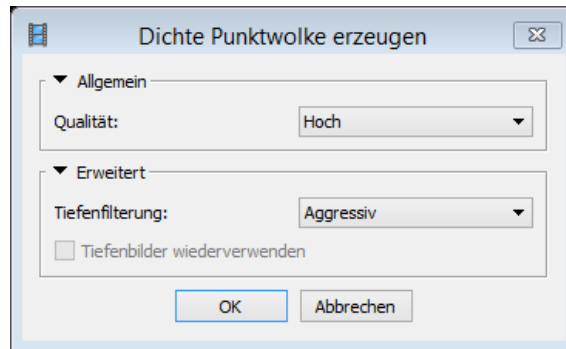 Dichte Punktwolke erzeugen
Allgemein
Qualität: Hoch
Erweitert
Tiefenfilterung: Aggressiv
Tiefenbilder wiederverwenden
OK Abbrechen